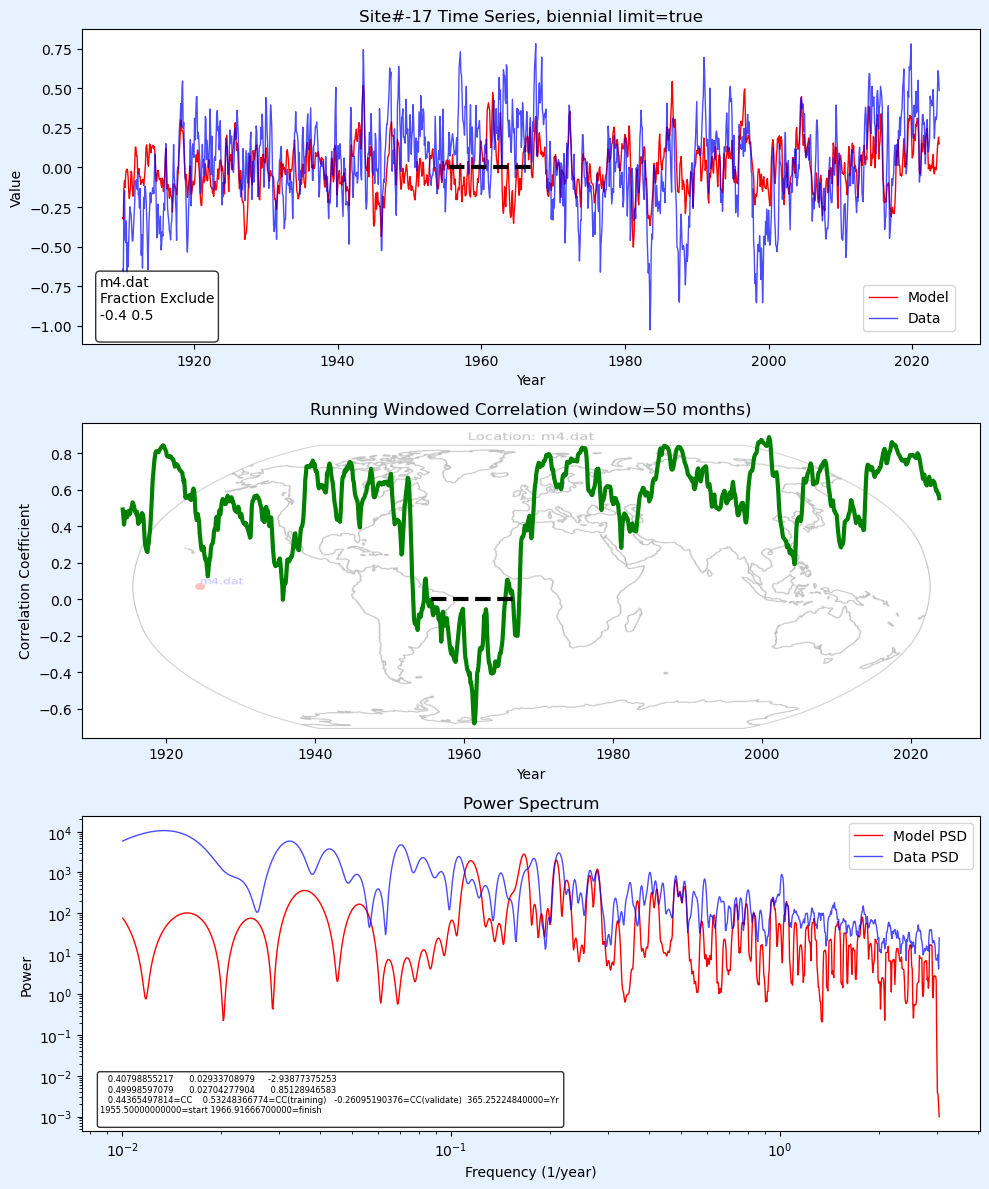 Site#-17 Time Series, biennial limit=true
0.75
0.50
0.25
0.00
−0.25
−0.50
−0.75
−1.00
Value
m4.dat
Fraction Exclude
-0.4 0.5
Model
Data
1920
1940
1960
1980
2000
2020
Year
Running Windowed Correlation (window=50 months)
Location: m4.dat
0.8
0.6
0.4
0.2
0.0
−0.2
−0.4
−0.6
Correlation Coefficient
m4.dat
1920
1940
1960
1980
2000
2020
Year
Power Spectrum
Model PSD
Data PSD
10^4
10^3
10^2
10^1
10^0
10^−1
10^−2
10^−3
Power
0.40798855217 0.02933708979 -2.93877375253
0.49998597079 0.02704277904 0.85128946583
0.44365497814=CC 0.53248366774=CC(training) -0.26095190376=CC(validate) 365.25224840000=Yr
1955.50000000000=start 1966.91666700000=finish
10^−2
10^−1
10^0
Frequency (1/year)